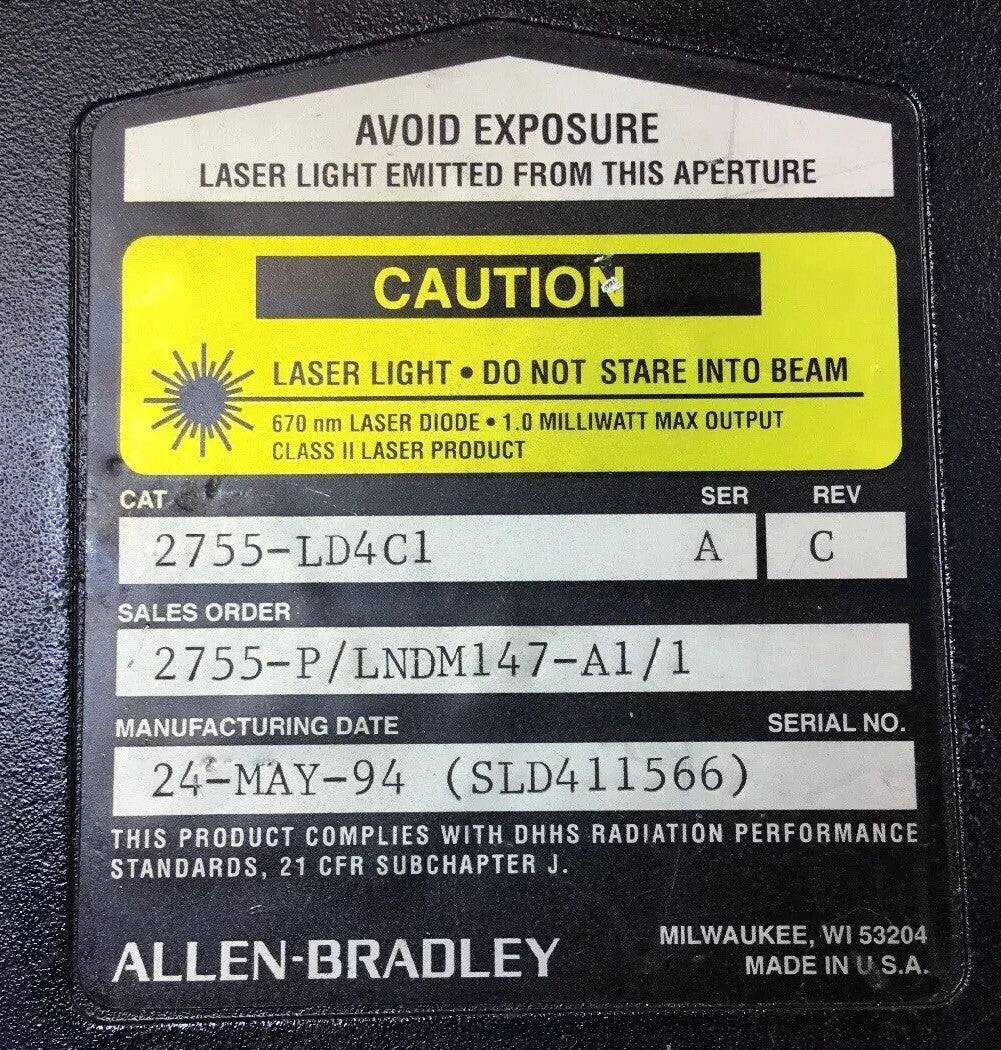 AVOID EXPOSURE
LASER LIGHT EMITTED FROM THIS APERTURE
CAUTION
LASER LIGHT • DO NOT STARE INTO BEAM
670 nm LASER DIODE • 1.0 MILLIWATT MAX OUTPUT
CLASS II LASER PRODUCT
CAT SER REV
2755-LD4C1 A C
SALES ORDER
2755-P/LNDM147-A1/1
MANUFACTURING DATE SERIAL NO.
24-MAY-94 (SLD411566)
THIS PRODUCT COMPLIES WITH DHHS RADIATION PERFORMANCE
STANDARDS, 21 CFR SUBCHAPTER J.
ALLEN-BRADLEY
MILWAUKEE, WI 53204
MADE IN U.S.A.